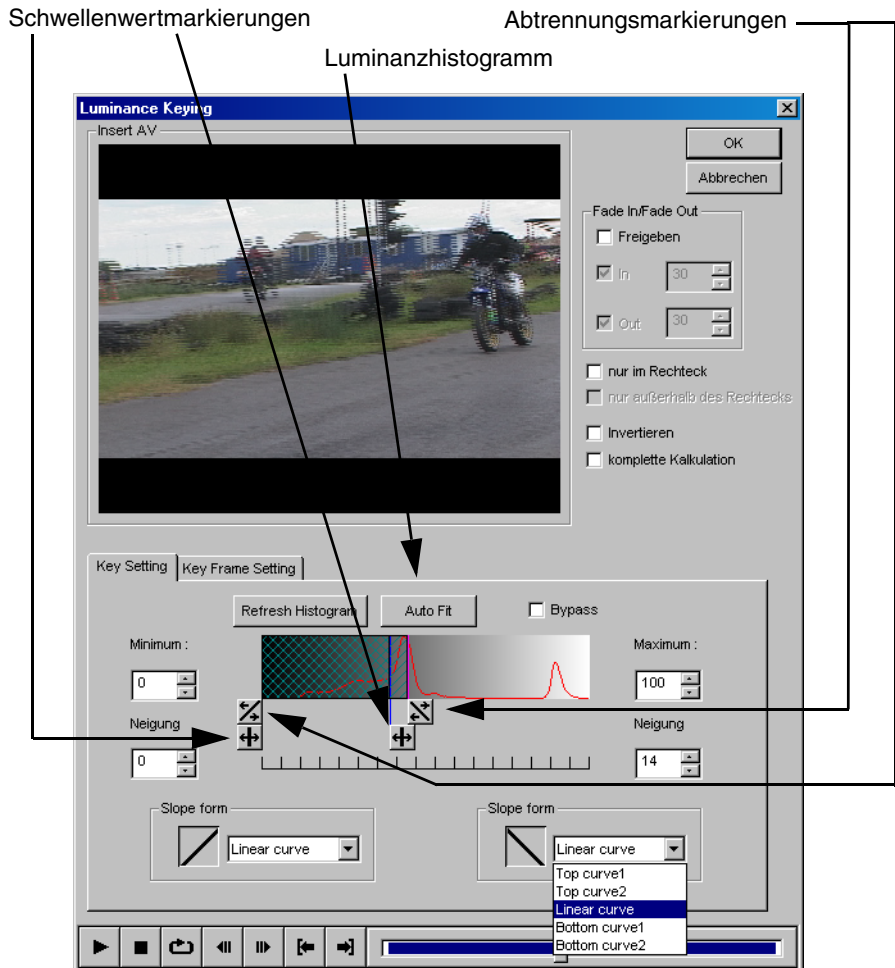 Schwellenwertmarkierungen
Abtrennungsmarkierungen
Luminanzhistogramm
Luminance Keying
Insert AV
OK
Abbrechen
Fade In/Fade Out
Freigeben
In 30
Out 30
nur im Rechteck
nur außerhalb des Rechtecks
Invertieren
komplette Kalkulation
Key Setting Key Frame Setting
Refresh Histogram Auto Fit Bypass
Minimum : Maximum :
0 100
Neigung Neigung
0 14
Slope form Slope form
Linear curve Linear curve
Top curve1
Top curve2
Linear curve
Bottom curve1
Bottom curve2